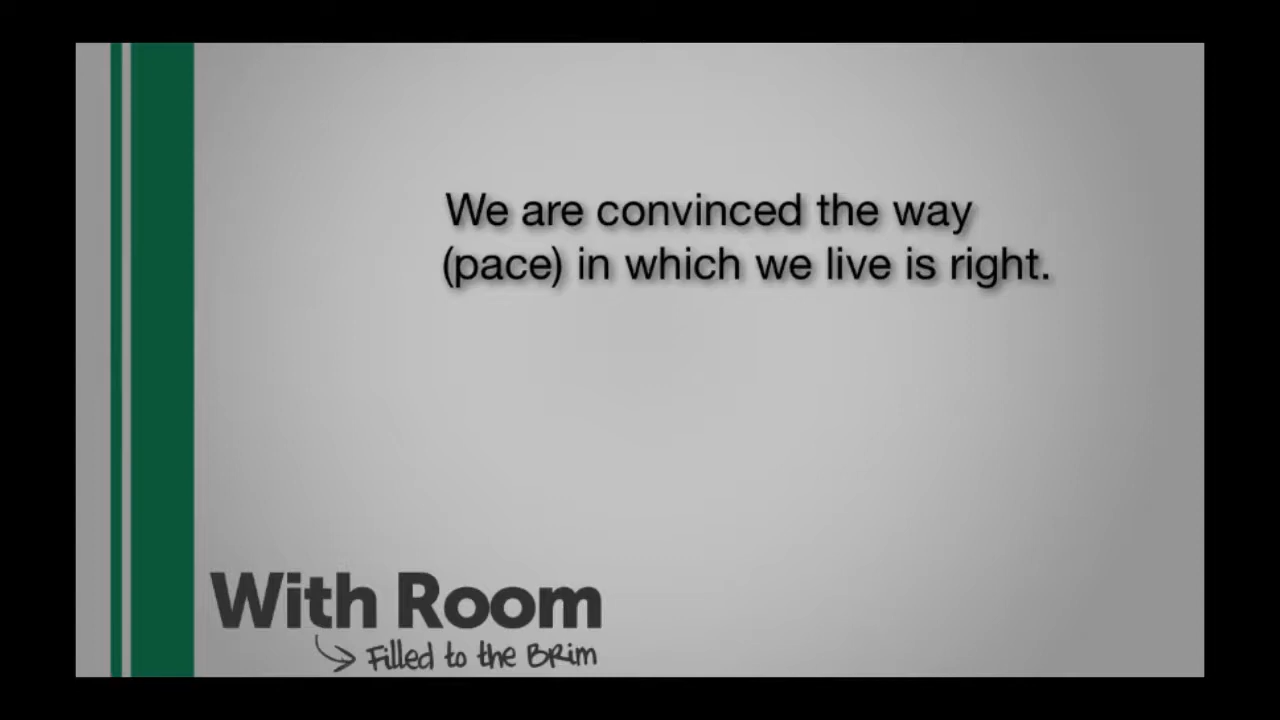 We are convinced the way
(pace) in which we live is right.
With Room
Filled to the BRim